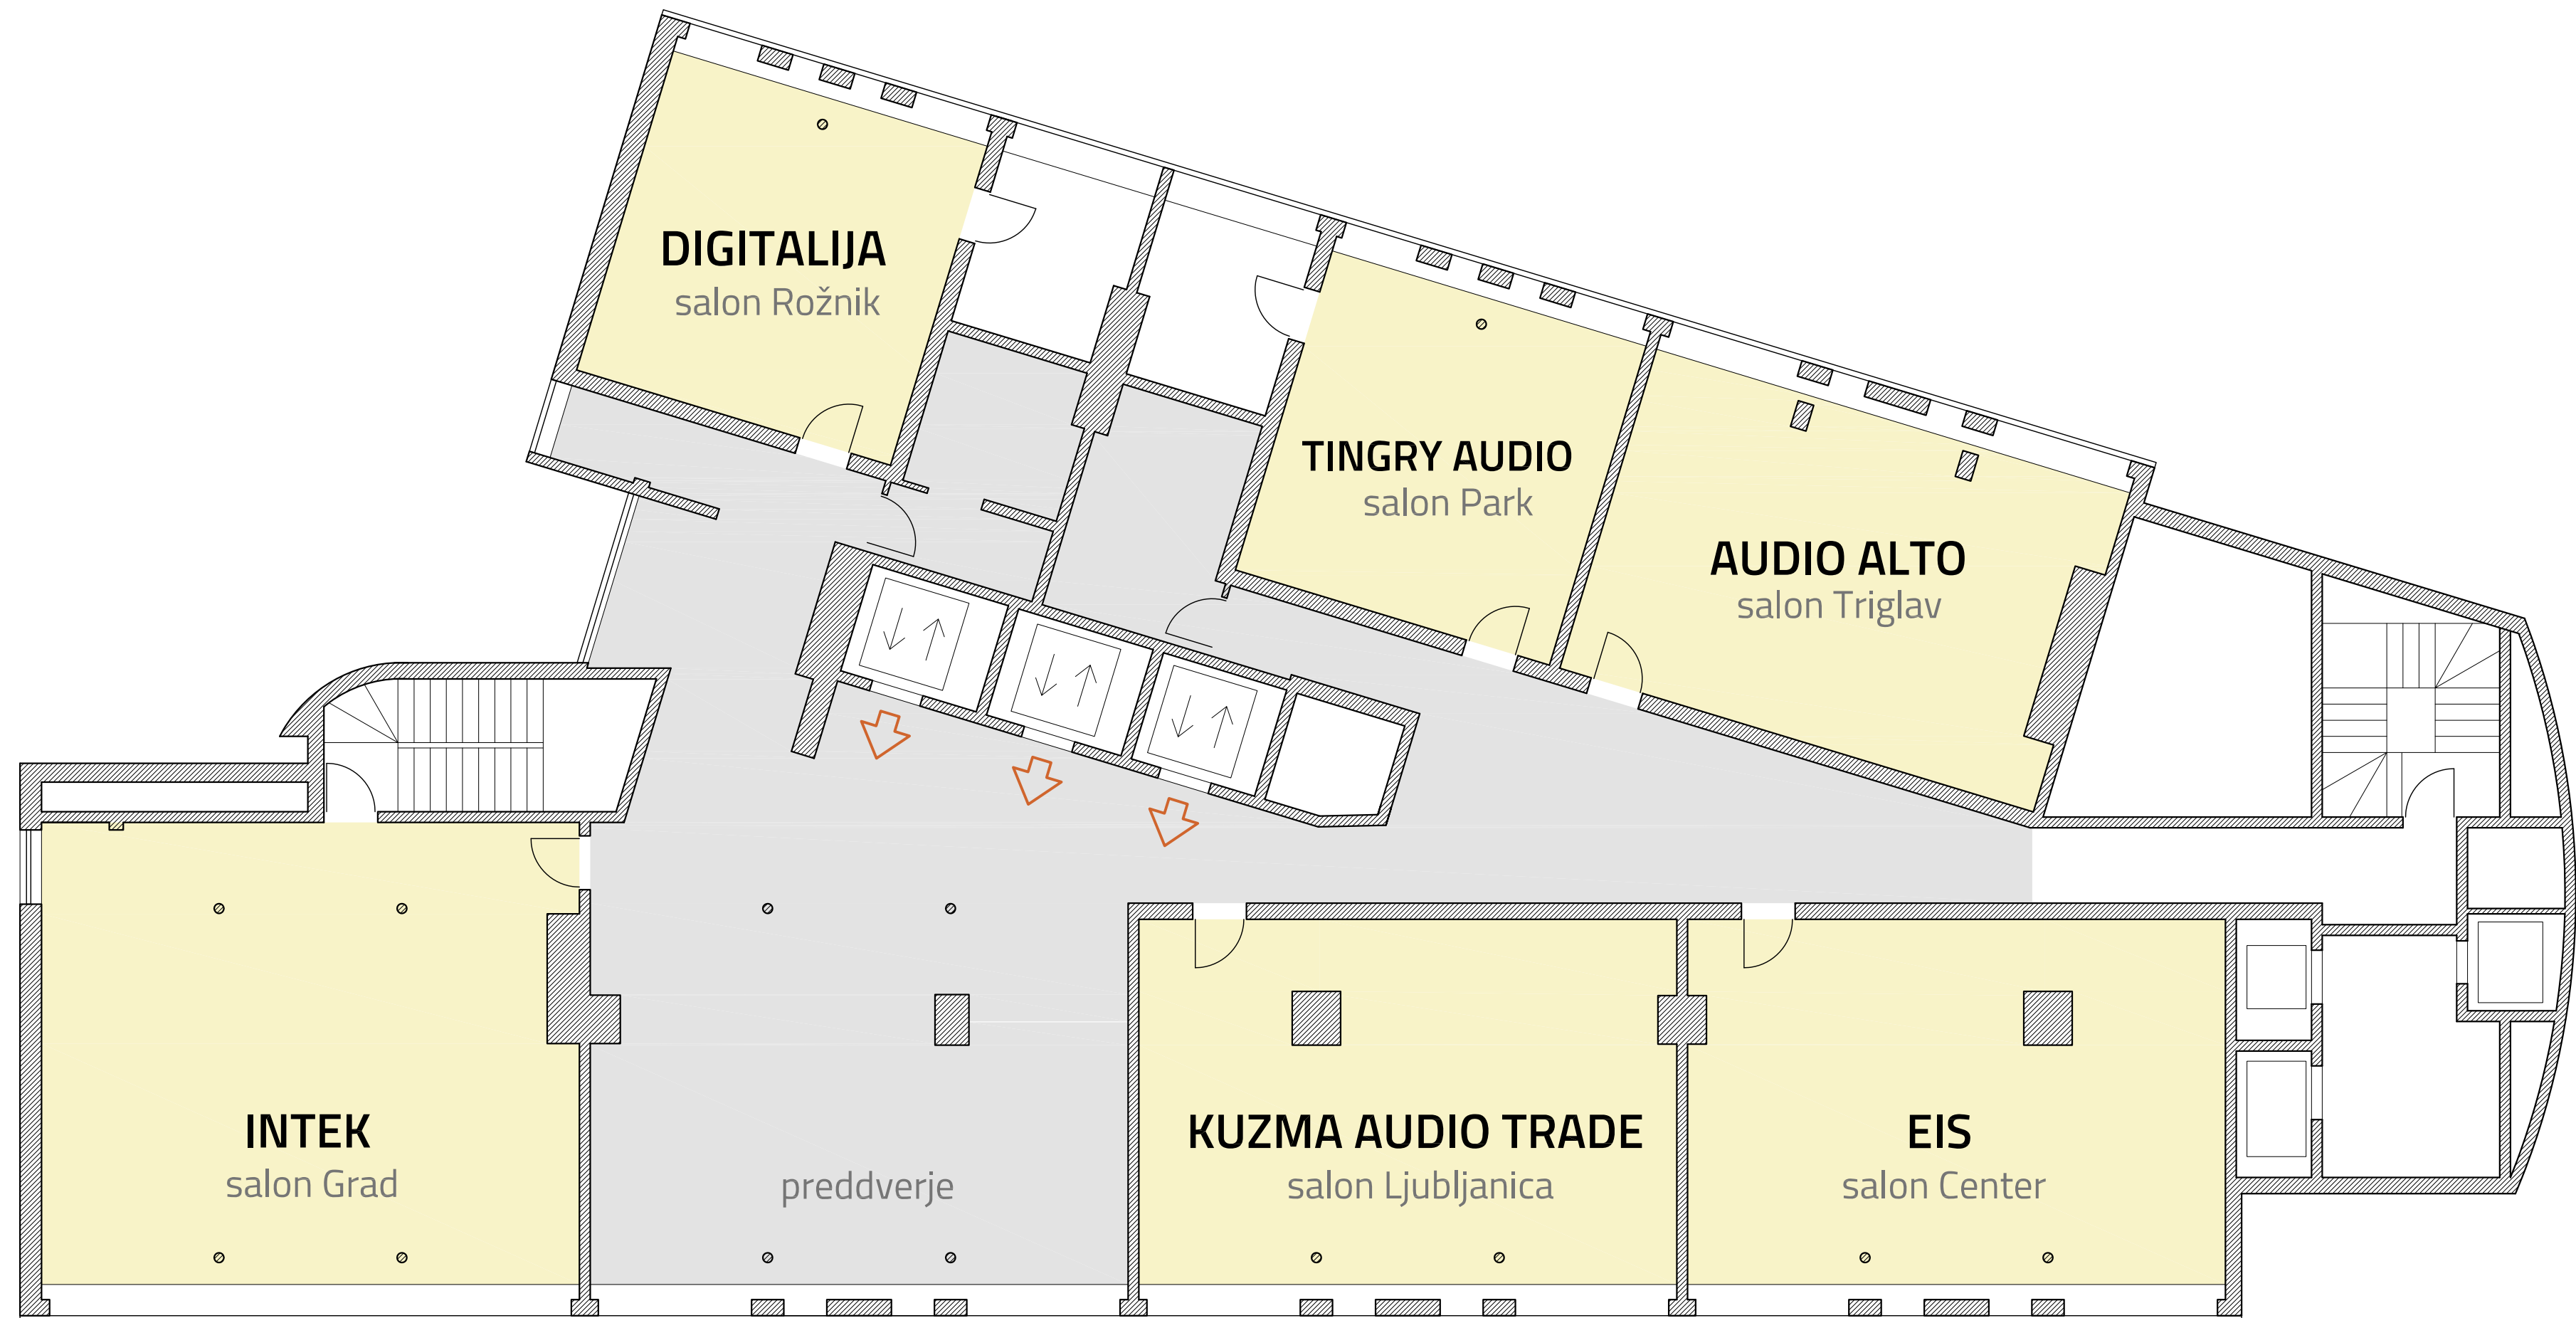 DIGITALIJA
salon Rožnik
TINGRY AUDIO
salon Park
AUDIO ALTO
salon Triglav
INTEK
salon Grad
preddverje
KUZMA AUDIO TRADE
salon Ljubljanica
EIS
salon Center